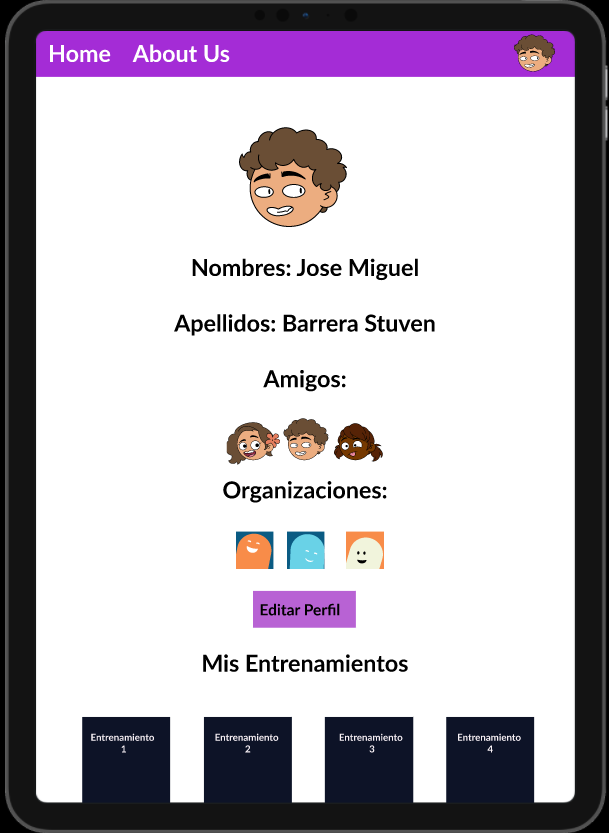 Home About Us
Nombres: Jose Miguel
Apellidos: Barrera Stuven
Amigos:
Organizaciones:
Editar Perfil
Mis Entrenamientos
Entrenamiento
1
Entrenamiento
2
Entrenamiento
3
Entrenamiento
4